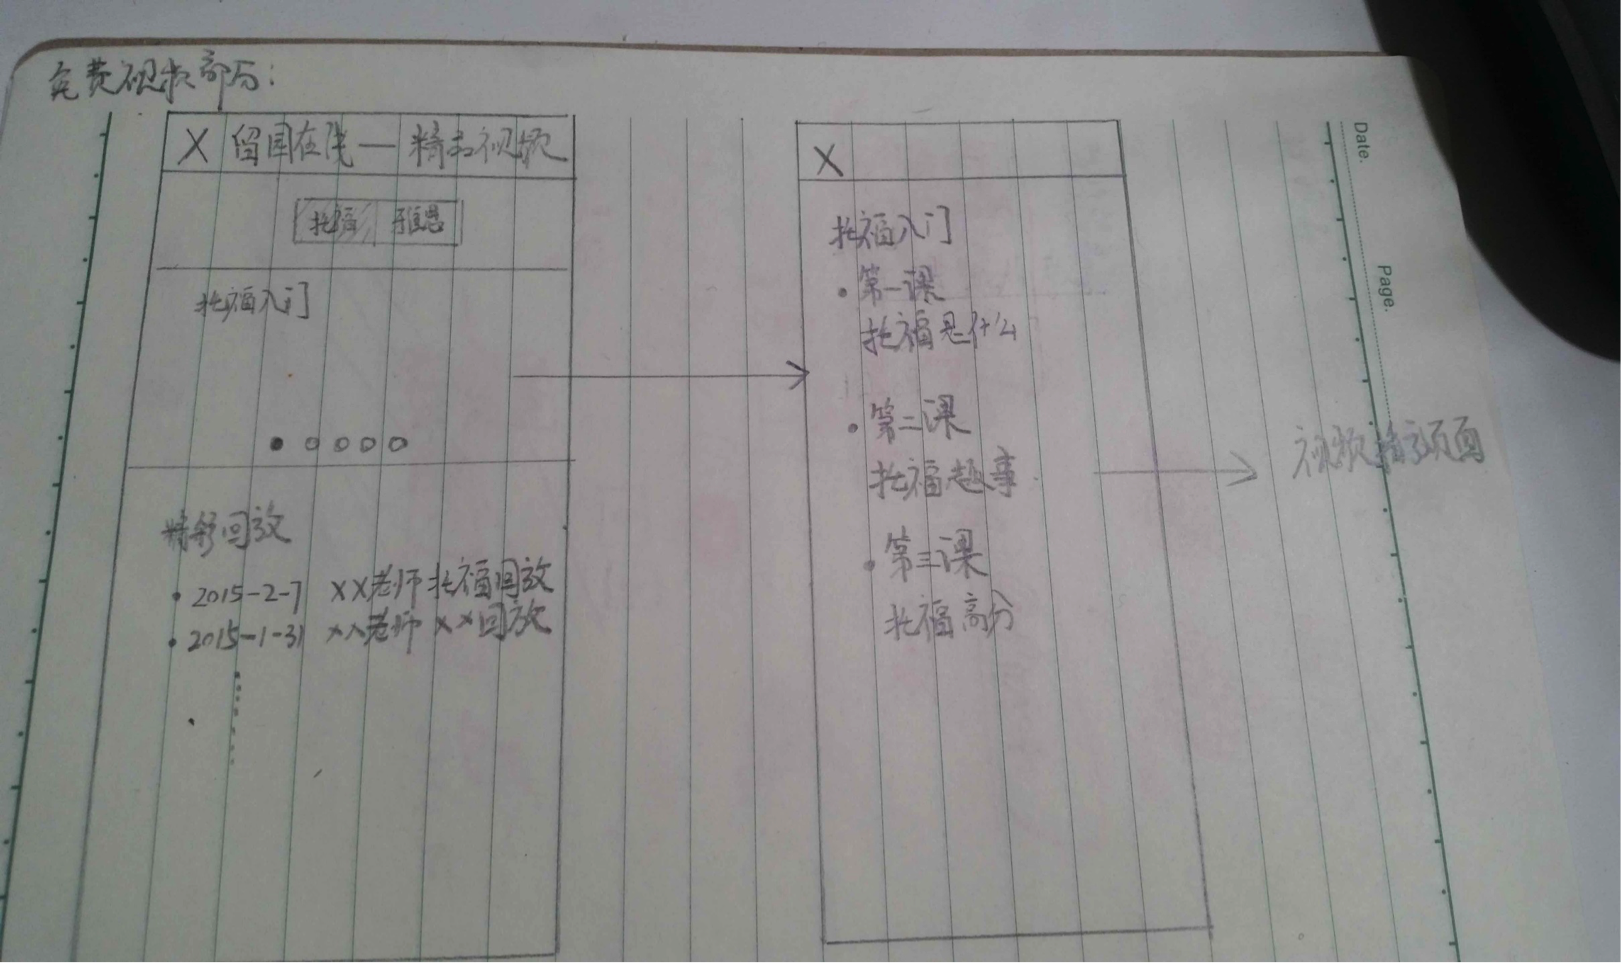 免费视频部分:
X 留国在线—精品视频
托福 雅思
托福入门
精彩回放
• 2015-2-7 XX老师托福回放
• 2015-1-31 XX老师 XX回放
X
托福入门
• 第一课
托福是什么
• 第二课
托福趣事
• 第三课
托福高分
视频播放页面
Date.
Page.